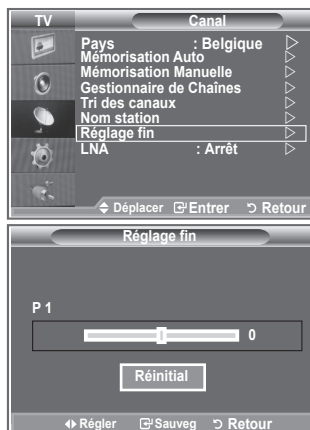 TV Canal
Pays : Belgique
Mémorisation Auto
Mémorisation Manuelle
Gestionnaire de Chaînes
Tri des canaux
Nom station
Réglage fin
LNA : Arrêt
Déplacer Entrer Retour
Réglage fin
P 1
0
Réinitial
Régler Sauveg Retour